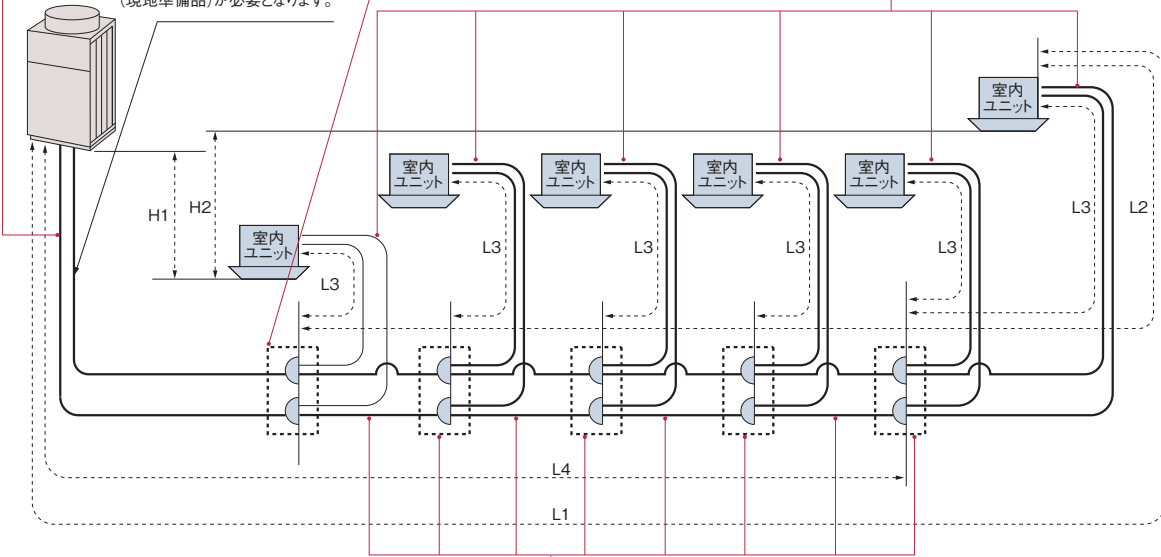 (現地準備品)が必要となります。
室内
ユニット
室内
ユニット
室内
ユニット
室内
ユニット
室内
ユニット
室内
ユニット
H1
H2
L3
L3
L3
L3
L3
L3
L2
L4
L1